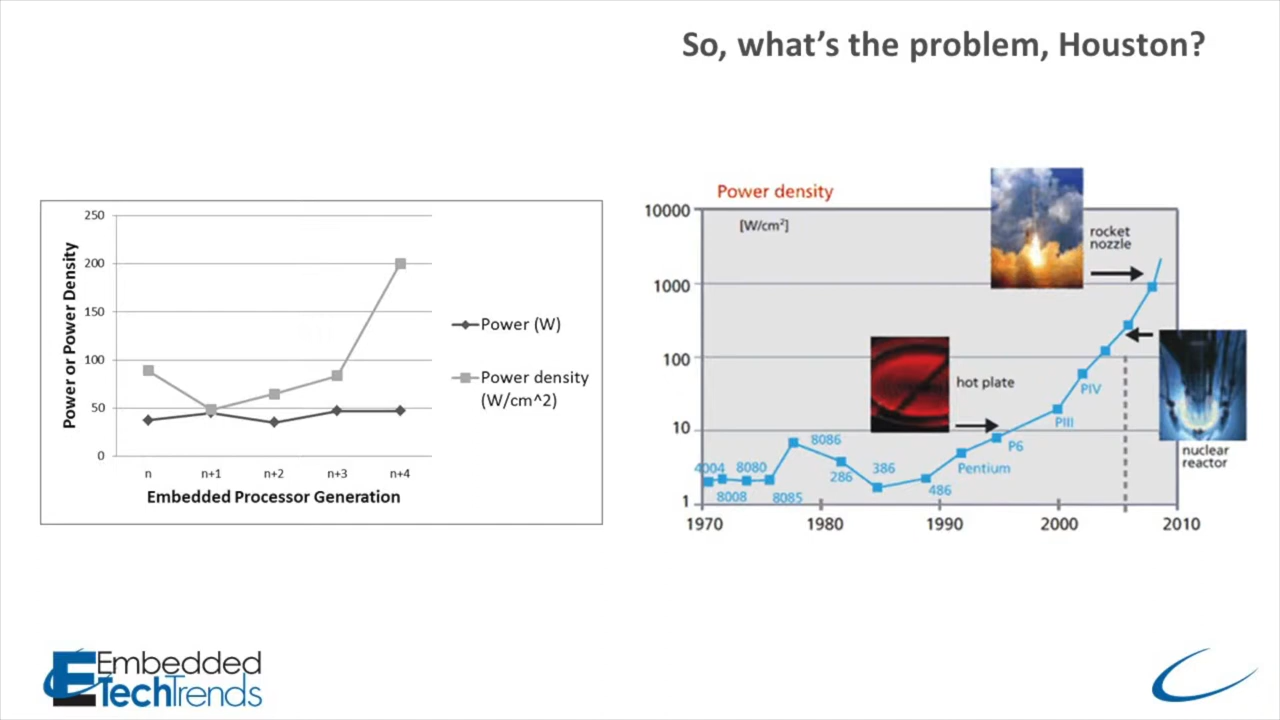 So, what's the problem, Houston?
250
200
150
100
50
0
Power or Power Density
n n+1 n+2 n+3 n+4
Embedded Processor Generation
Power (W)
Power density
(W/cm^2)
Power density
[W/cm²]
10000
1000
100
10
1
1970 1980 1990 2000 2010
4004
8008
8080
8085
8086
286
386
486
Pentium
P6
PIII
PIV
hot plate
rocket
nozzle
nuclear
reactor
Embedded
TechTrends